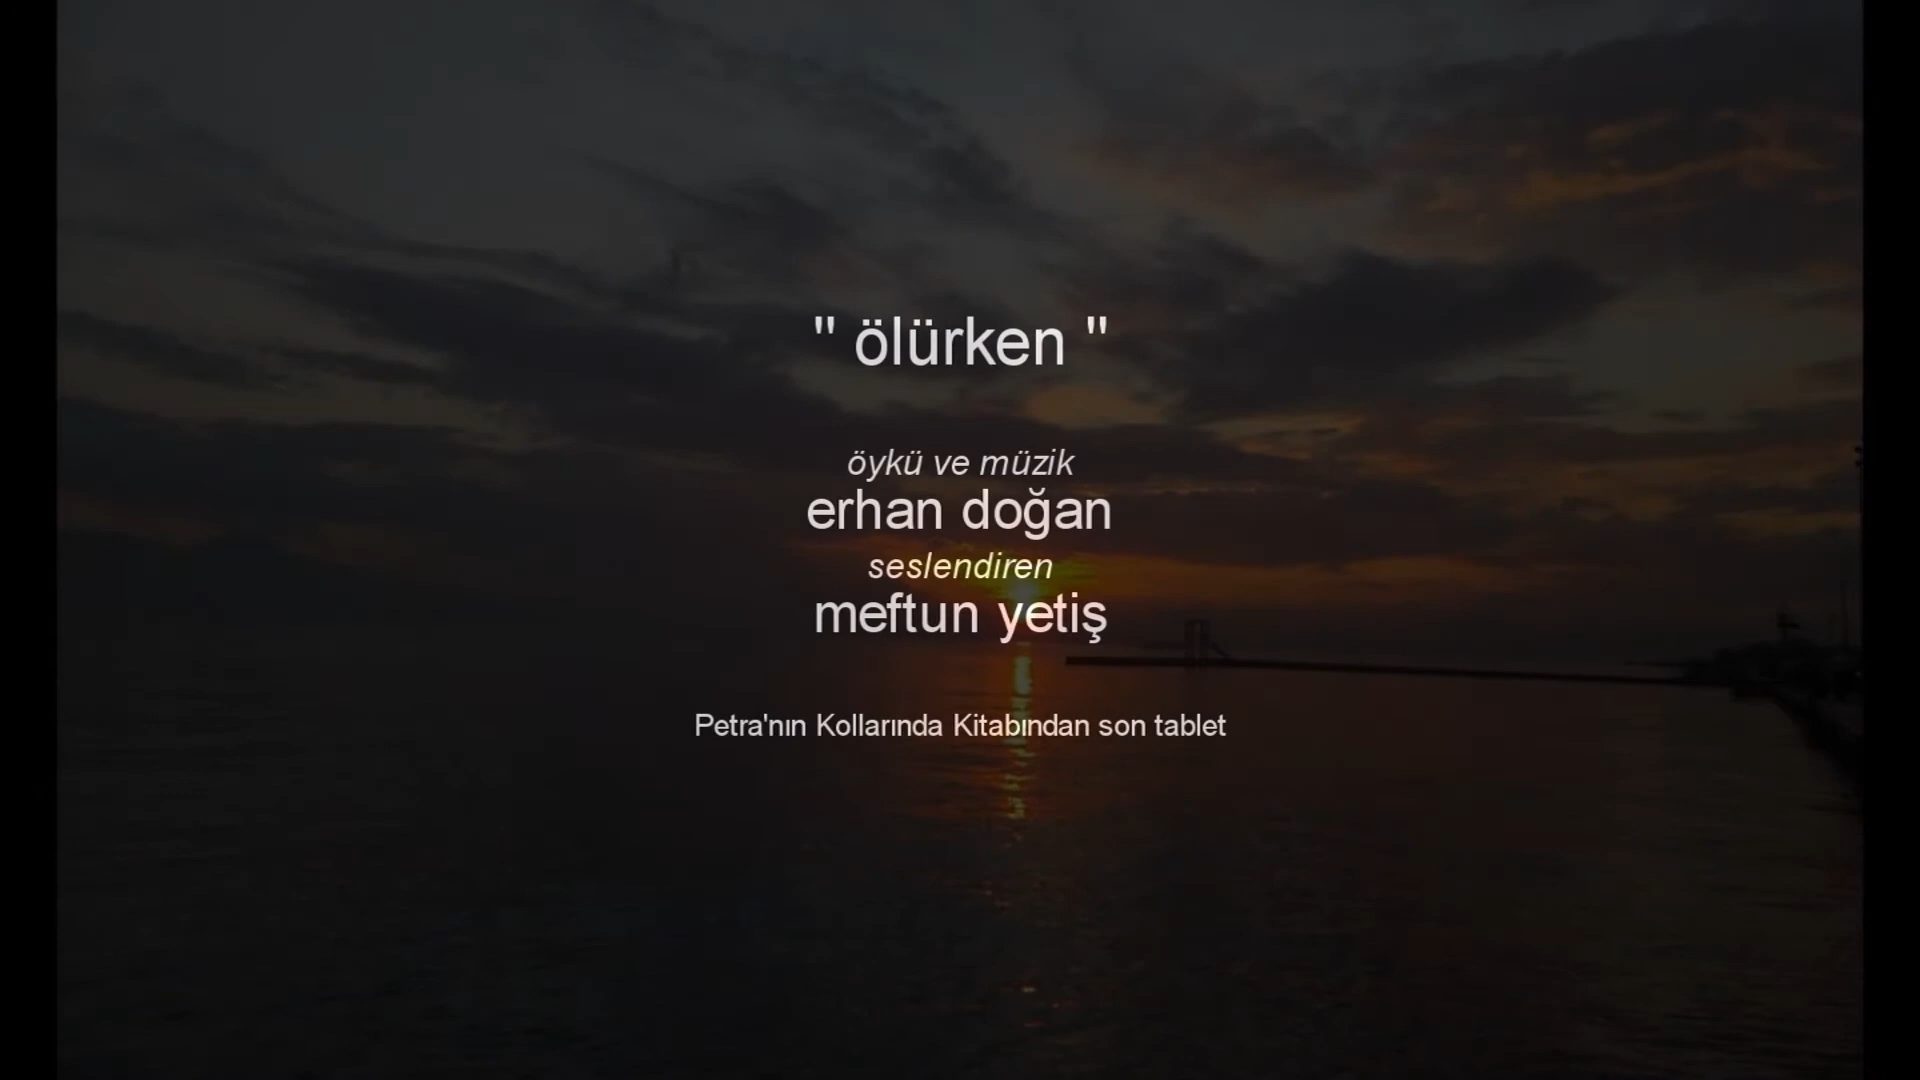 " ölürken "
öykü ve müzik
erhan doğan
seslendiren
meftun yetiş
Petra'nın Kollarında Kitabından son tablet